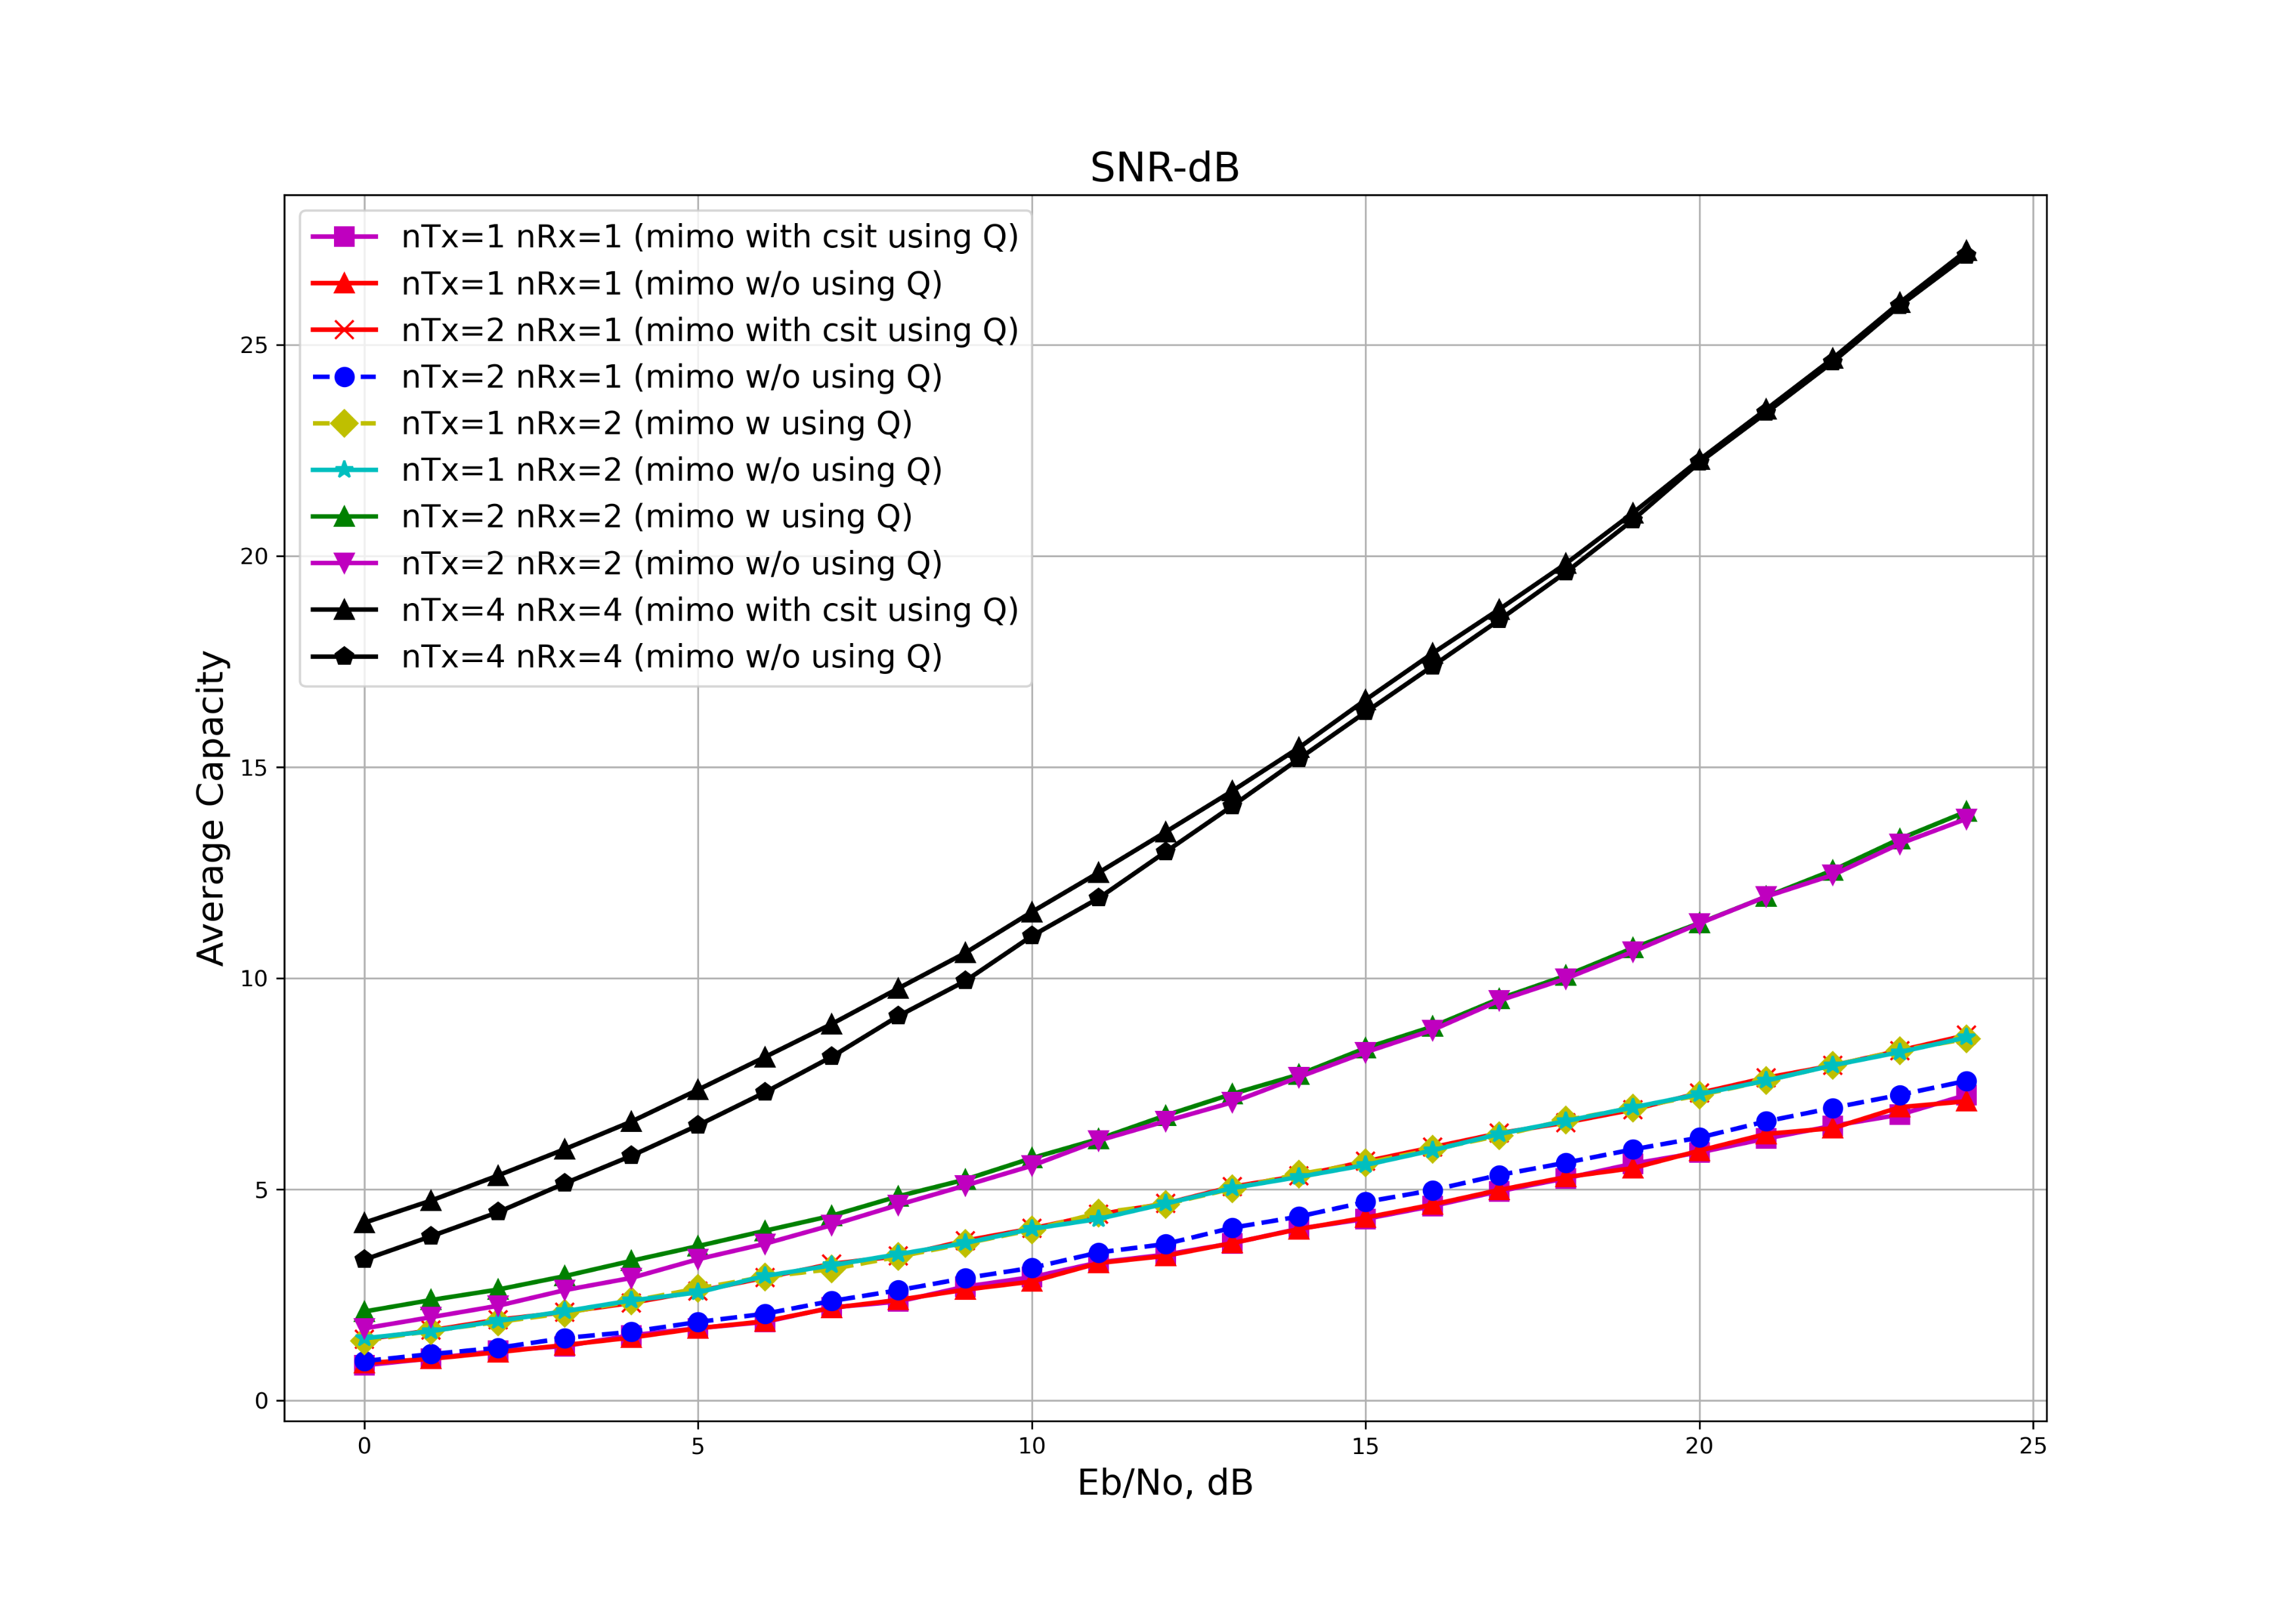 SNR-dB
nTx=1 nRx=1 (mimo with csit using Q)
nTx=1 nRx=1 (mimo w/o using Q)
nTx=2 nRx=1 (mimo with csit using Q)
nTx=2 nRx=1 (mimo w/o using Q)
nTx=1 nRx=2 (mimo w using Q)
nTx=1 nRx=2 (mimo w/o using Q)
nTx=2 nRx=2 (mimo w using Q)
nTx=2 nRx=2 (mimo w/o using Q)
nTx=4 nRx=4 (mimo with csit using Q)
nTx=4 nRx=4 (mimo w/o using Q)
Average Capacity
25
20
15
10
5
0
0 5 10 15 20 25
Eb/No, dB